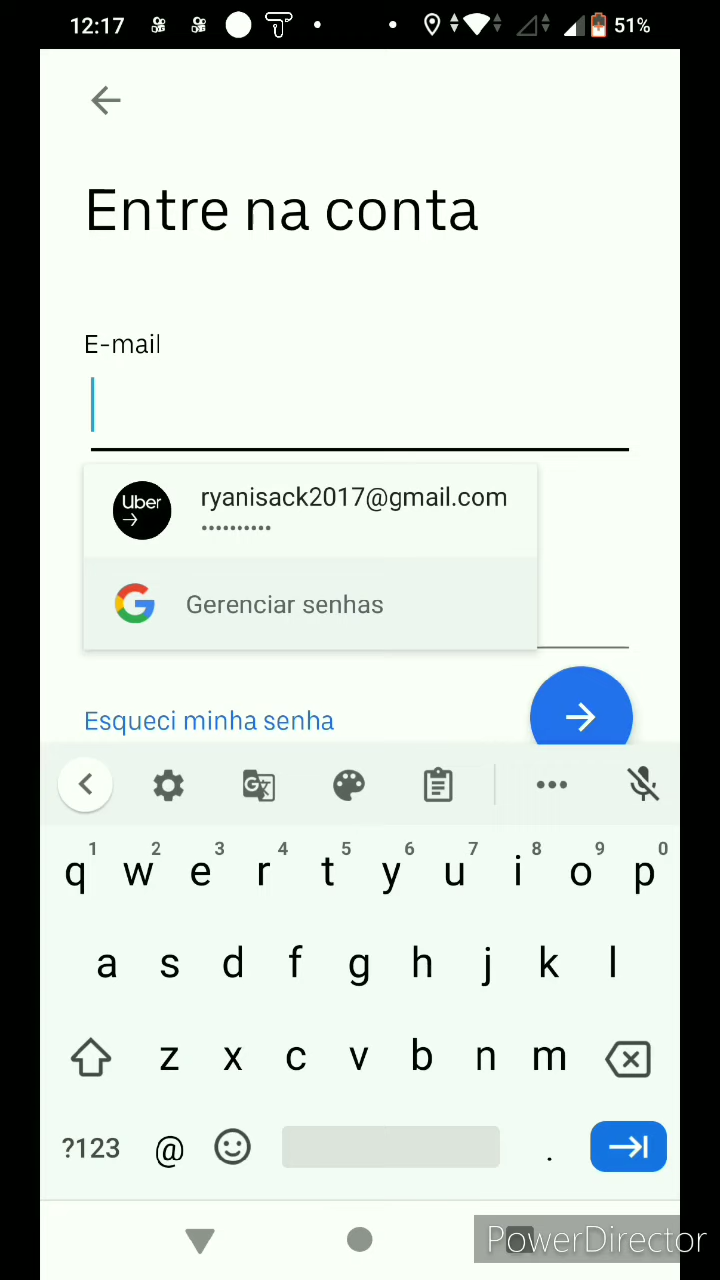 12:17
51%
Entre na conta
E-mail
Uber
ryanisack2017@gmail.com
••••••••••
Gerenciar senhas
Esqueci minha senha
1 2 3 4 5 6 7 8 9 0
q w e r t y u i o p
a s d f g h j k l
z x c v b n m
?123 @ .
PowerDirector